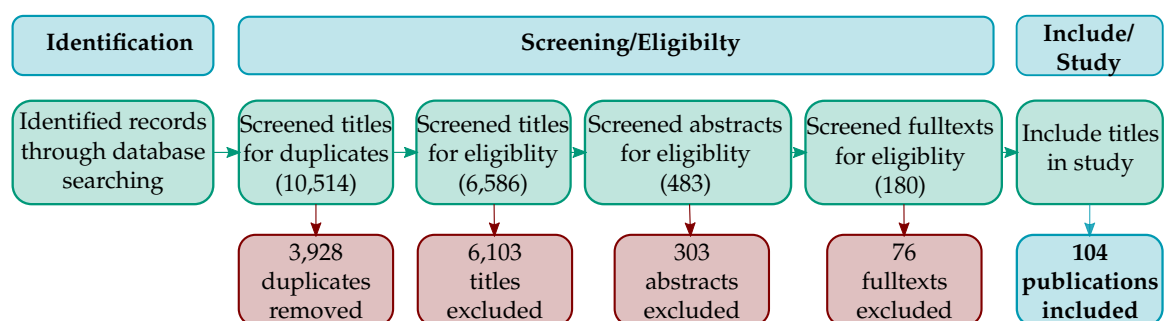 Identification
Screening/Eligibilty
Include/
Study
Identified records
through database
searching
Screened titles
for duplicates
(10,514)
Screened titles
for eligiblity
(6,586)
Screened abstracts
for eligiblity
(483)
Screened fulltexts
for eligiblity
(180)
Include titles
in study
3,928
duplicates
removed
6,103
titles
excluded
303
abstracts
excluded
76
fulltexts
excluded
104
publications
included